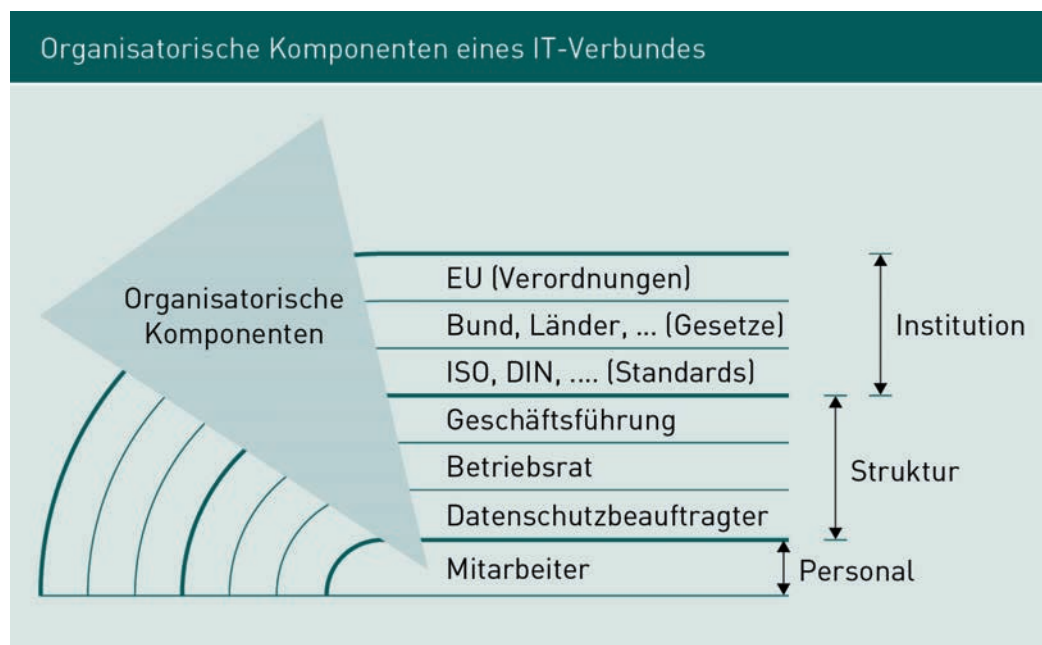 Organisatorische Komponenten eines IT-Verbundes
Organisatorische
Komponenten
EU (Verordnungen)
Bund, Länder, ... (Gesetze)
ISO, DIN, .... (Standards)
Institution
Geschäftsführung
Betriebsrat
Datenschutzbeauftragter
Struktur
Mitarbeiter
Personal